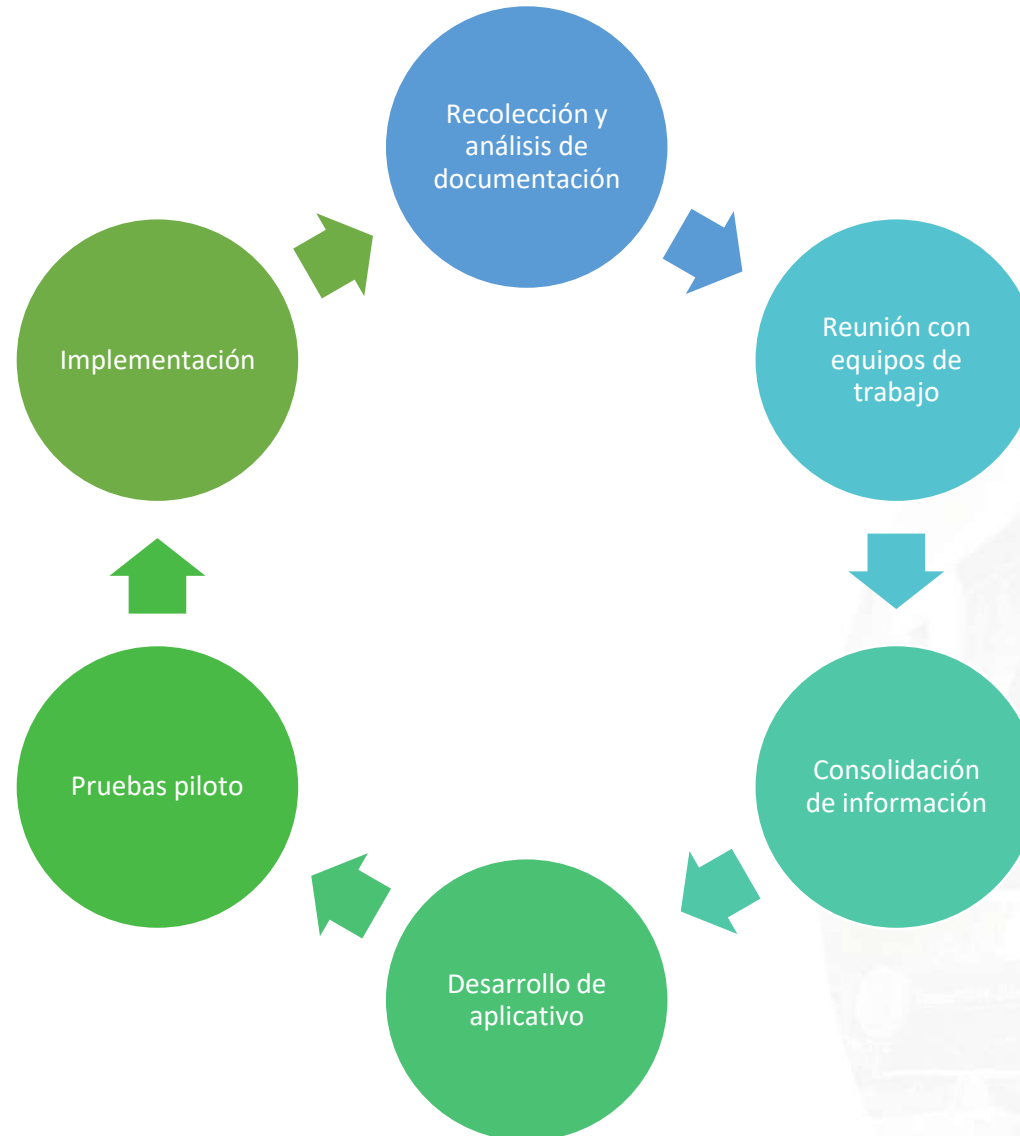 Recolección y
análisis de
documentación
Reunión con
equipos de
trabajo
Consolidación
de información
Desarrollo de
aplicativo
Pruebas piloto
Implementación